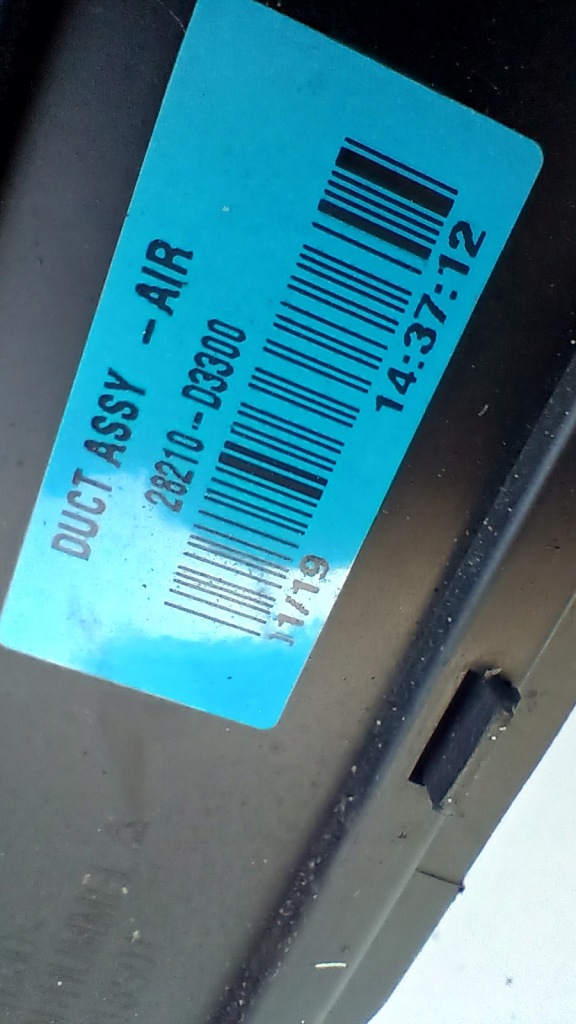 DUCT ASSY - AIR
28210-D3300
11/19 14:37:12